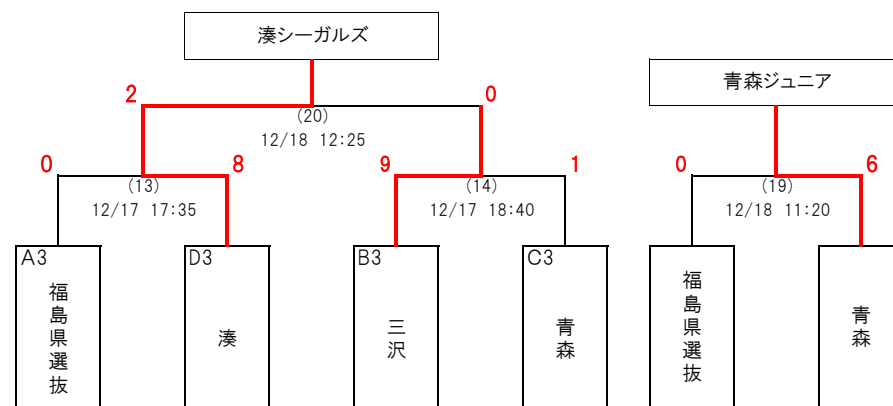 湊シーガルズ
青森ジュニア
2
0
(20)
12/18 12:25
0
8
9
1
0
6
(13)
(14)
(19)
12/17 17:35
12/17 18:40
12/18 11:20
A3
D3
B3
C3
福島県選抜
湊
三沢
青森
福島県選抜
青森